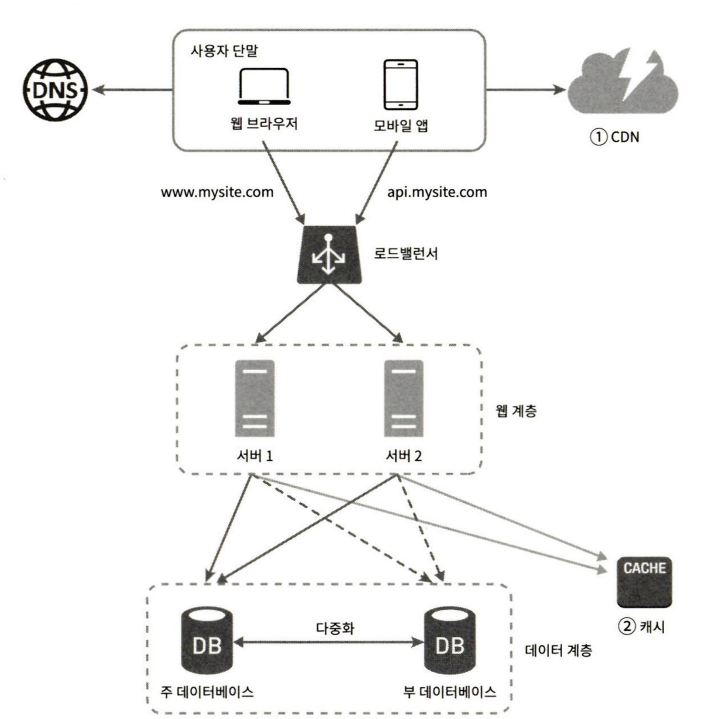 사용자 단말
DNS
웹 브라우저
모바일 앱
① CDN
www.mysite.com
api.mysite.com
로드밸런서
웹 계층
서버 1
서버 2
CACHE
② 캐시
다중화
DB
DB
데이터 계층
주 데이터베이스
부 데이터베이스